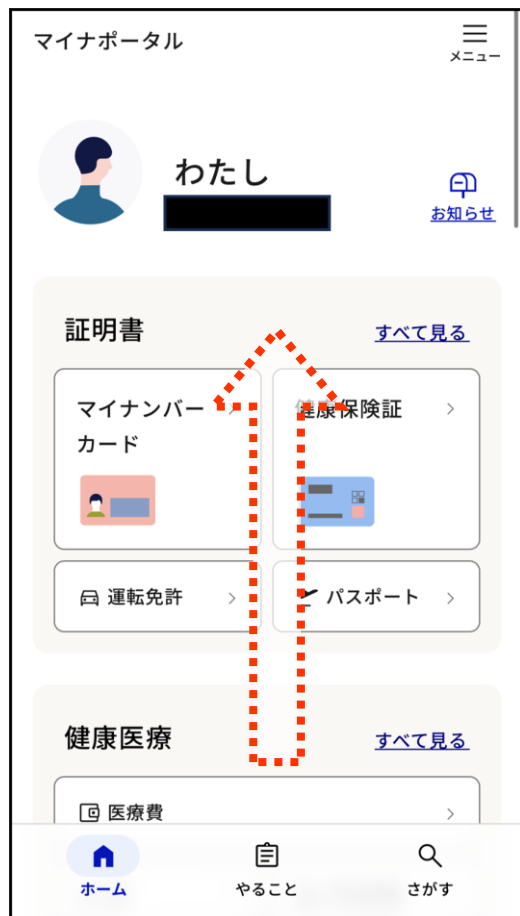 マイナポータル
メニュー
わたし
お知らせ
証明書
すべて見る
マイナンバー
カード
健康保険証
運転免許
パスポート
健康医療
すべて見る
医療費
ホーム
やること
さがす